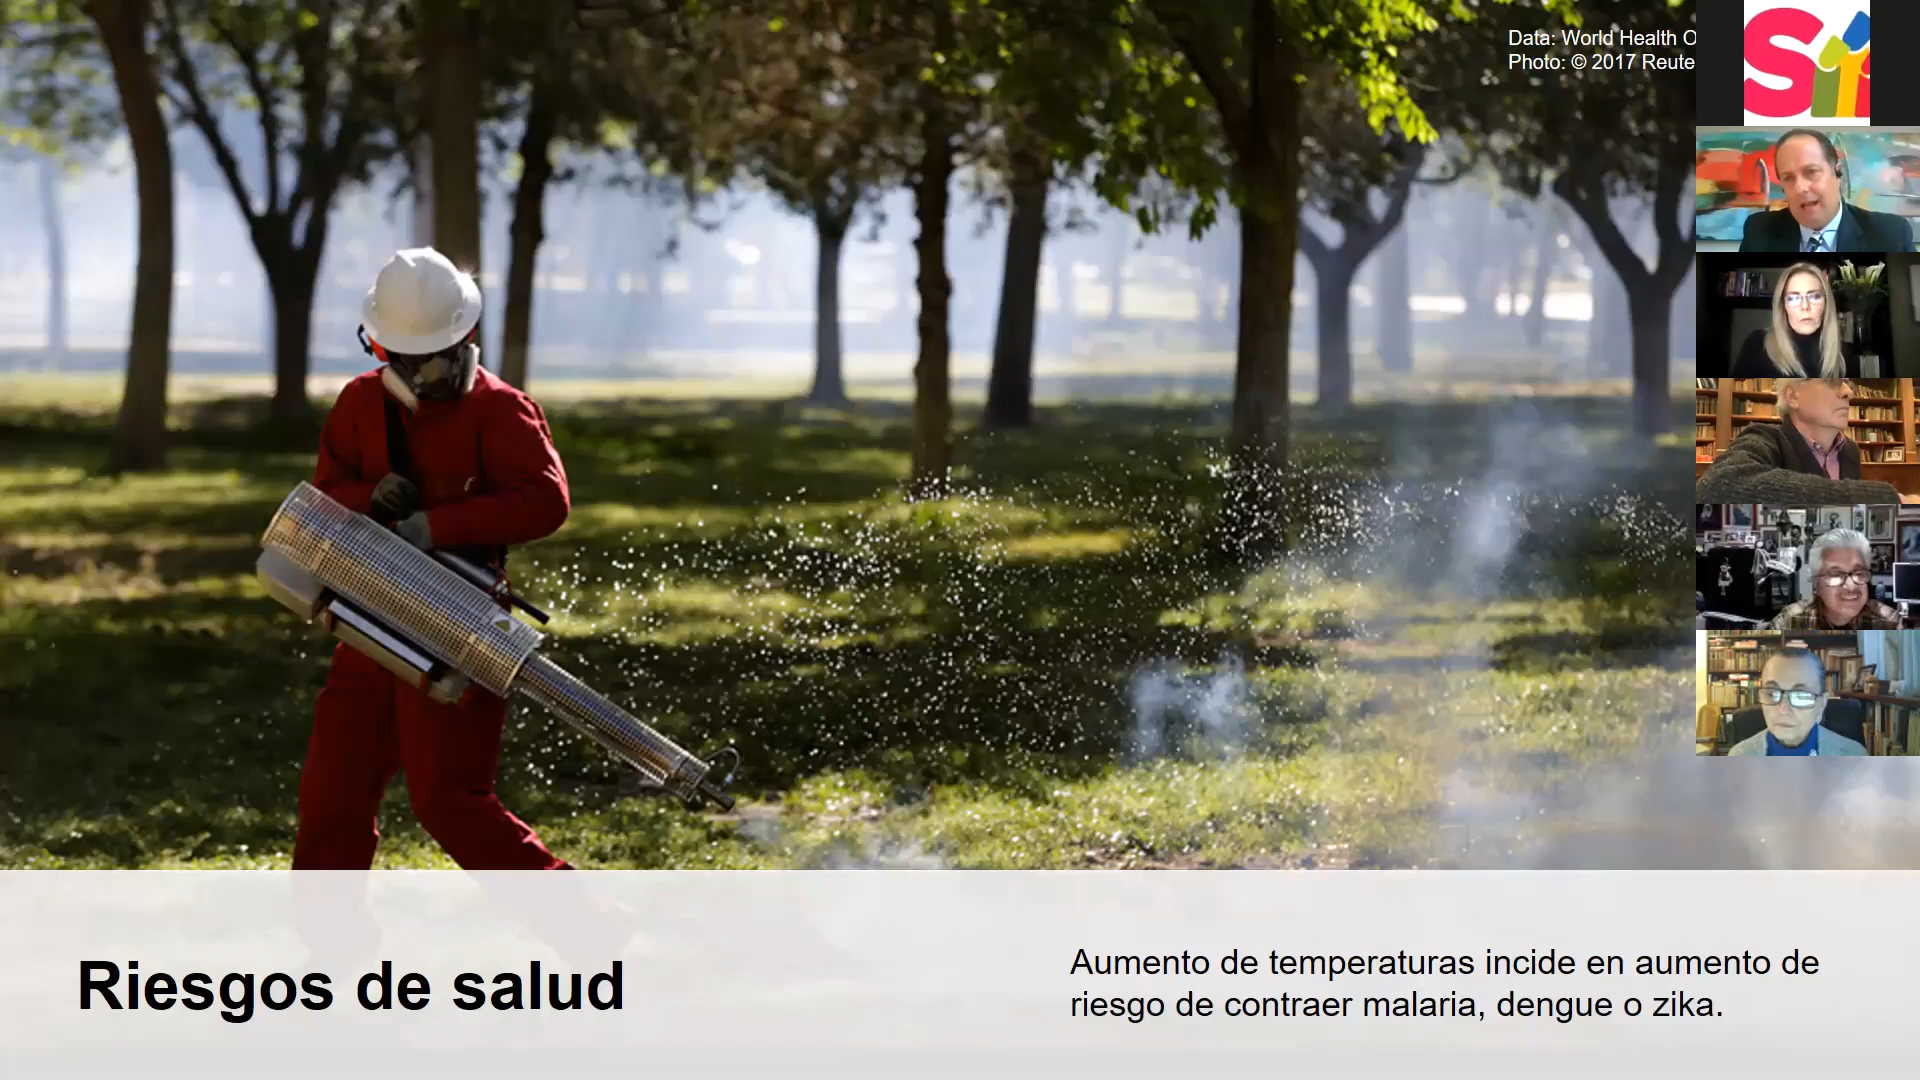 Data: World Health O
Photo: © 2017 Reute
Riesgos de salud
Aumento de temperaturas incide en aumento de
riesgo de contraer malaria, dengue o zika.